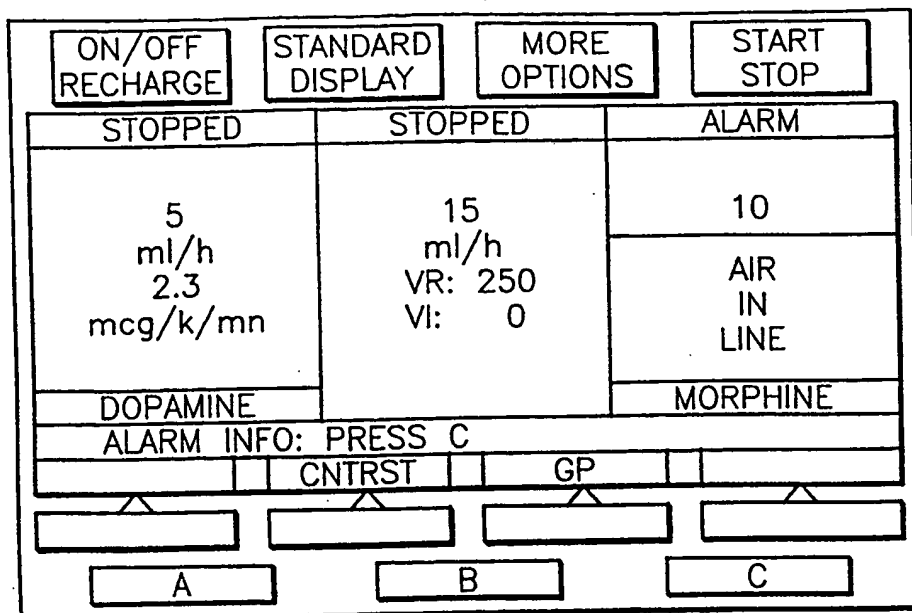 ON/OFF RECHARGE
STANDARD DISPLAY
MORE OPTIONS
START STOP
STOPPED
STOPPED
ALARM
5
ml/h
2.3
mcg/k/mn
DOPAMINE
15
ml/h
VR: 250
VI: 0
10
AIR
IN
LINE
MORPHINE
ALARM INFO: PRESS C
CNTRST
GP
A
B
C